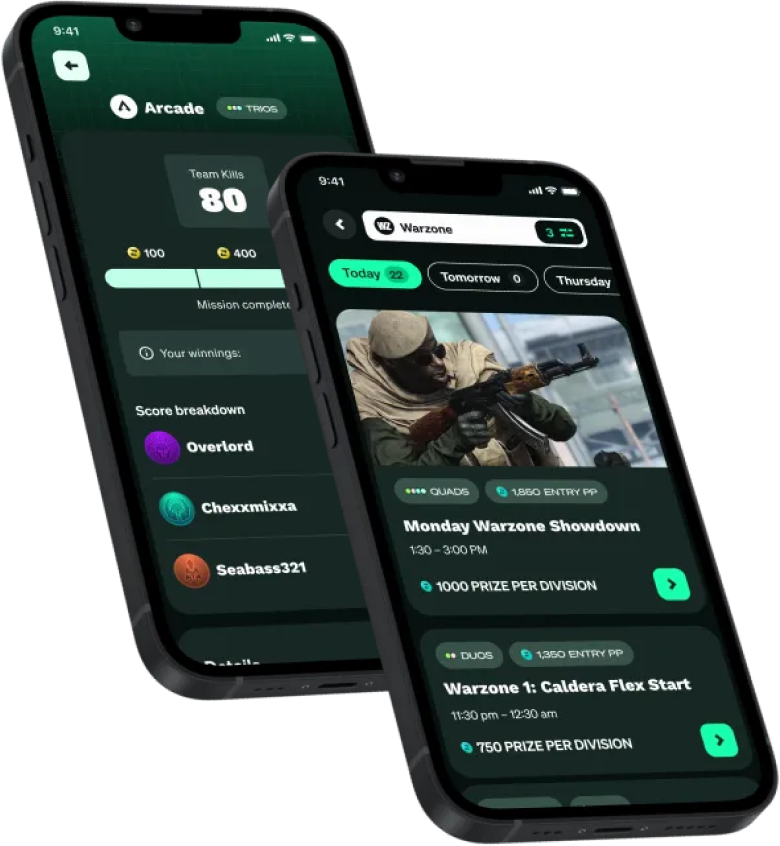 9:41
Arcade
TRIOS
Team Kills
80
100
400
Mission complete
Your winnings:
Score breakdown
Overlord
Chexxmixxa
Seabass321
Details
9:41
WZ
Warzone
3
Today 22
Tomorrow 0
Thursday
QUADS
1,850 ENTRY PP
Monday Warzone Showdown
1:30 – 3:00 PM
1000 PRIZE PER DIVISION
DUOS
1,350 ENTRY PP
Warzone 1: Caldera Flex Start
11:30 pm – 12:30 am
750 PRIZE PER DIVISION